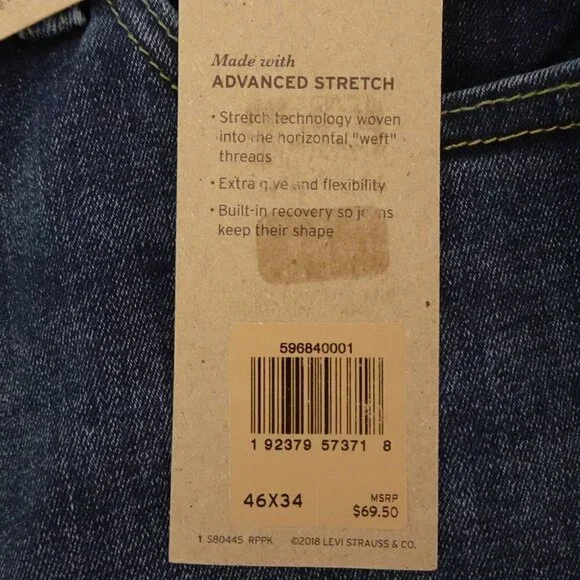 Made with
ADVANCED STRETCH
• Stretch technology woven
into the horizontal "weft"
threads
• Extra give and flexibility
• Built-in recovery so jeans
keep their shape
596840001
1 92379 57371 8
46X34
MSRP
$69.50
1 S80445 RPPK ©2018 LEVI STRAUSS & CO.